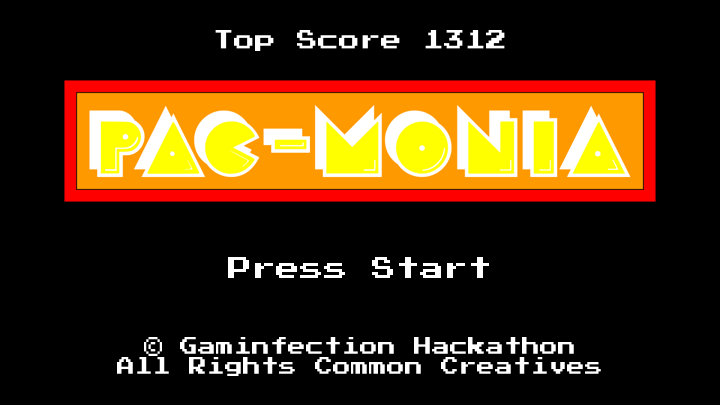 Top Score 1312
PAC-MONIA
Press Start
© Gaminfection Hackathon
All Rights Common Creatives